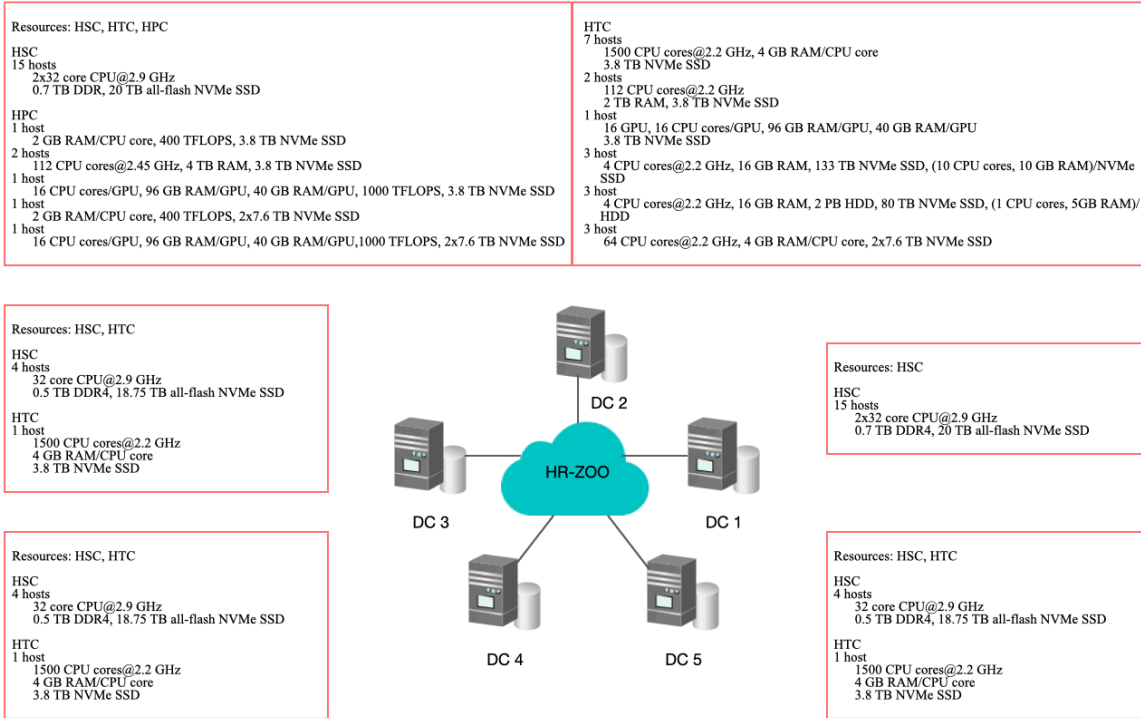 Resources: HSC, HTC, HPC
HSC
15 hosts
2x32 core CPU@2.9 GHz
0.7 TB DDR, 20 TB all-flash NVMe SSD
HPC
1 host
2 GB RAM/CPU core, 400 TFLOPS, 3.8 TB NVMe SSD
2 hosts
112 CPU cores@2.45 GHz, 4 TB RAM, 3.8 TB NVMe SSD
1 host
16 CPU cores/GPU, 96 GB RAM/GPU, 40 GB RAM/GPU, 1000 TFLOPS, 3.8 TB NVMe SSD
1 host
2 GB RAM/CPU core, 400 TFLOPS, 2x7.6 TB NVMe SSD
1 host
16 CPU cores/GPU, 96 GB RAM/GPU, 40 GB RAM/GPU,1000 TFLOPS, 2x7.6 TB NVMe SSD
HTC
7 hosts
1500 CPU cores@2.2 GHz, 4 GB RAM/CPU core
3.8 TB NVMe SSD
2 hosts
112 CPU cores@2.2 GHz
2 TB RAM, 3.8 TB NVMe SSD
1 host
16 GPU, 16 CPU cores/GPU, 96 GB RAM/GPU, 40 GB RAM/GPU
3.8 TB NVMe SSD
3 host
4 CPU cores@2.2 GHz, 16 GB RAM, 133 TB NVMe SSD, (10 CPU cores, 10 GB RAM)/NVMe
SSD
3 host
4 CPU cores@2.2 GHz, 16 GB RAM, 2 PB HDD, 80 TB NVMe SSD, (1 CPU cores, 5GB RAM)/
HDD
3 host
64 CPU cores@2.2 GHz, 4 GB RAM/CPU core, 2x7.6 TB NVMe SSD
Resources: HSC, HTC
HSC
4 hosts
32 core CPU@2.9 GHz
0.5 TB DDR4, 18.75 TB all-flash NVMe SSD
HTC
1 host
1500 CPU cores@2.2 GHz
4 GB RAM/CPU core
3.8 TB NVMe SSD
DC 2
HR-ZOO
DC 3
DC 1
DC 4
DC 5
Resources: HSC
HSC
15 hosts
2x32 core CPU@2.9 GHz
0.7 TB DDR4, 20 TB all-flash NVMe SSD
Resources: HSC, HTC
HSC
4 hosts
32 core CPU@2.9 GHz
0.5 TB DDR4, 18.75 TB all-flash NVMe SSD
HTC
1 host
1500 CPU cores@2.2 GHz
4 GB RAM/CPU core
3.8 TB NVMe SSD
Resources: HSC, HTC
HSC
4 hosts
32 core CPU@2.9 GHz
0.5 TB DDR4, 18.75 TB all-flash NVMe SSD
HTC
1 host
1500 CPU cores@2.2 GHz
4 GB RAM/CPU core
3.8 TB NVMe SSD